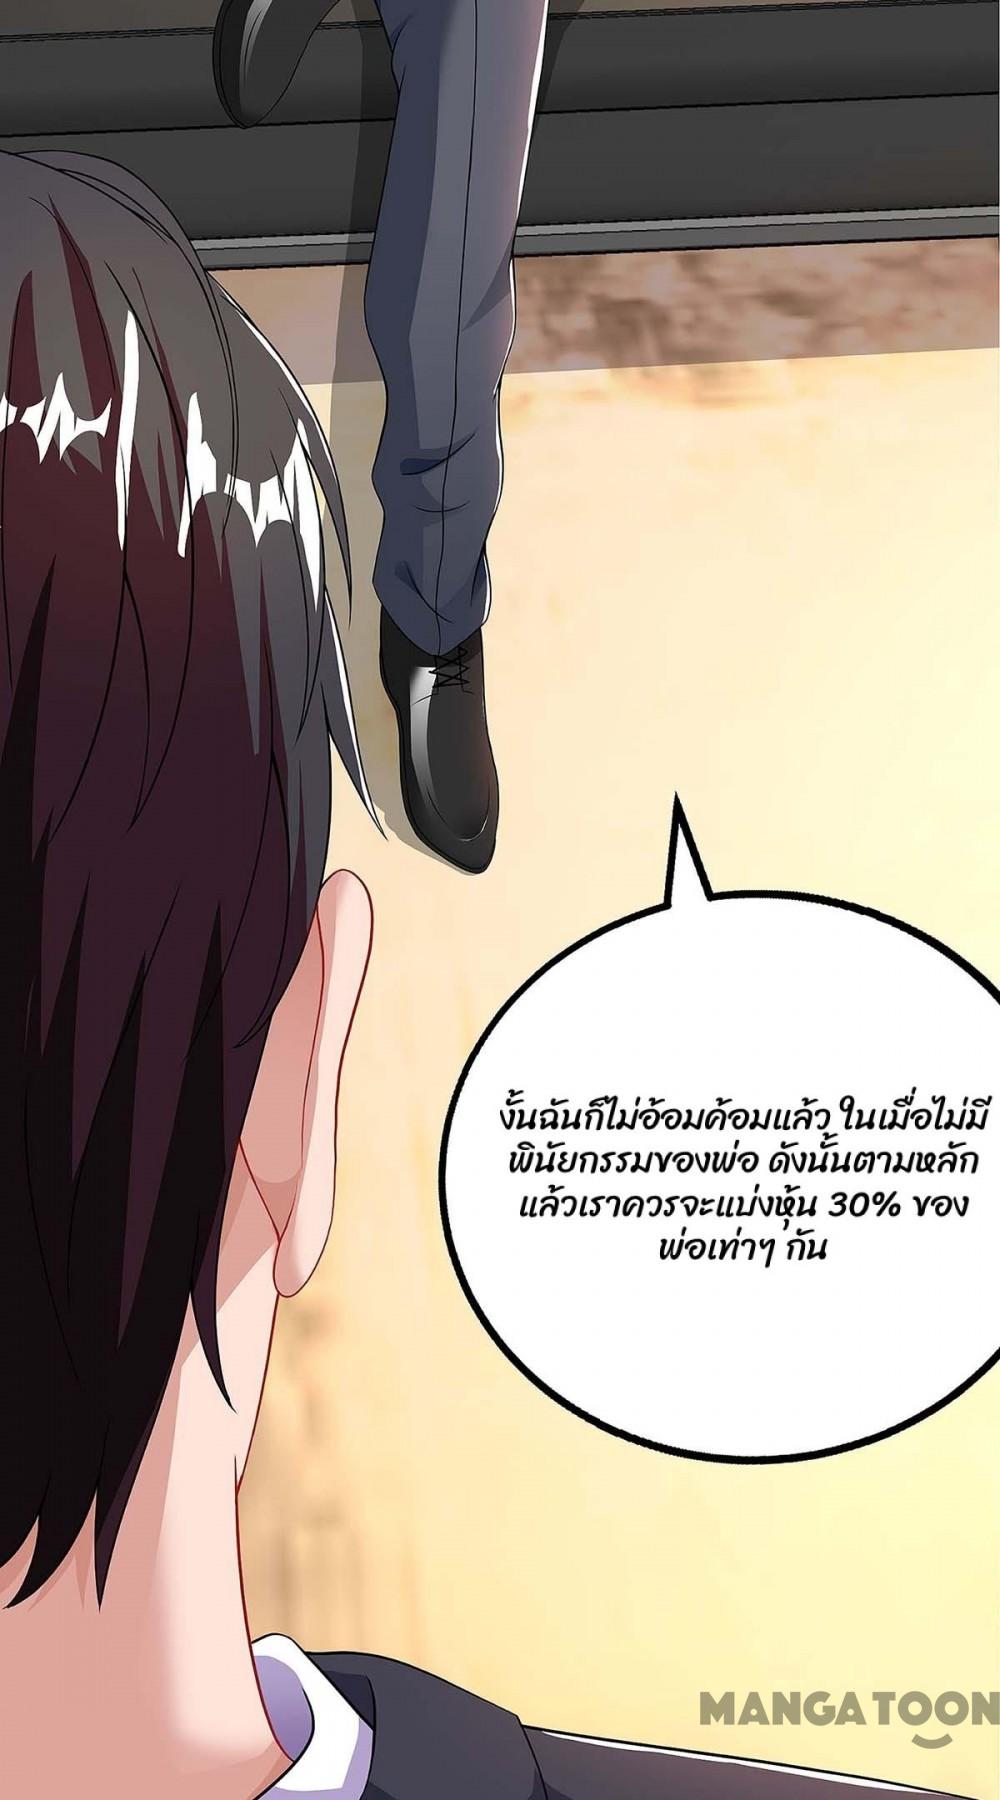 งั้นฉันก็ไม่อ้อมค้อมแล้ว ในเมื่อไม่มี
พินัยกรรมของพ่อ ดังนั้นตามหลัก
แล้วเราควรจะแบ่งหุ้น 30% ของ
พ่อเท่าๆ กัน
MANGATOON